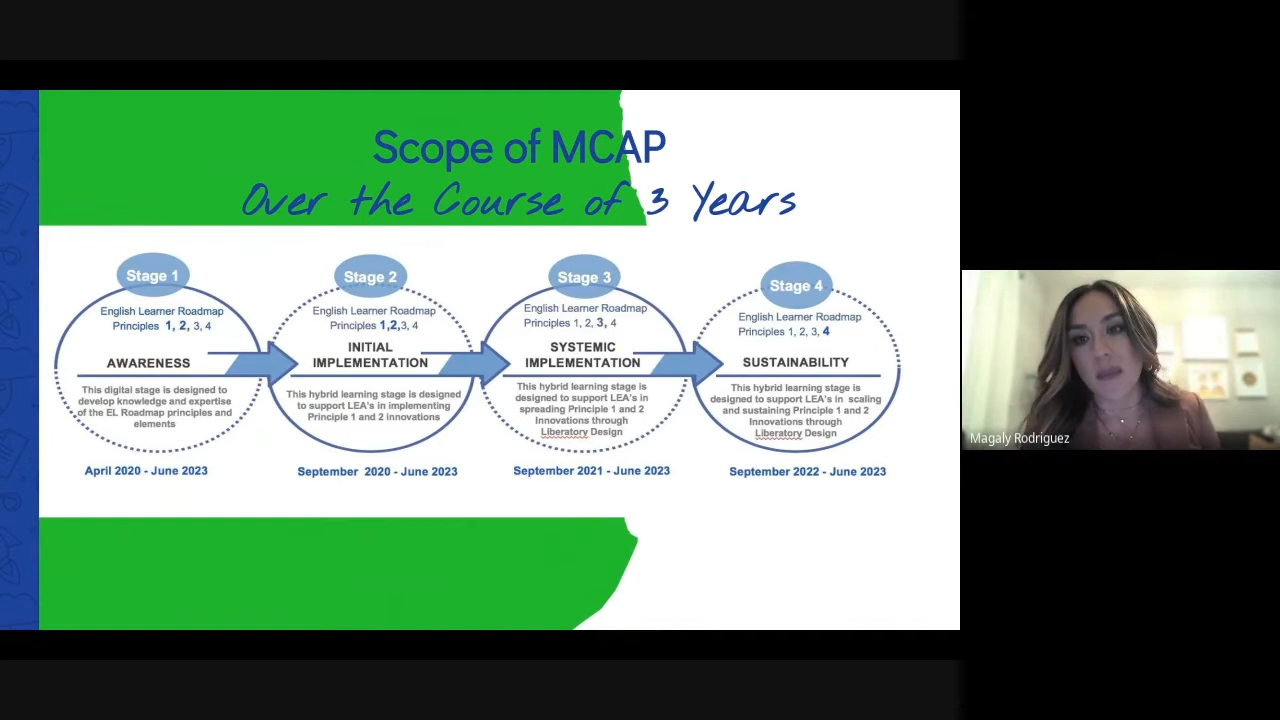 Scope of MCAP
Over the Course of 3 Years
Stage 1
English Learner Roadmap
Principles 1, 2, 3, 4
AWARENESS
This digital stage is designed to
develop knowledge and expertise
of the EL Roadmap principles and
elements
April 2020 - June 2023
Stage 2
English Learner Roadmap
Principles 1,2,3, 4
INITIAL
IMPLEMENTATION
This hybrid learning stage is designed
to support LEA's in implementing
Principle 1 and 2 innovations
September 2020 - June 2023
Stage 3
English Learner Roadmap
Principles 1, 2, 3, 4
SYSTEMIC
IMPLEMENTATION
This hybrid learning stage is
designed to support LEA's in
spreading Principle 1 and 2
Innovations through
Liberatory Design
September 2021 - June 2023
Stage 4
English Learner Roadmap
Principles 1, 2, 3, 4
SUSTAINABILITY
This hybrid learning stage is
designed to support LEA's in scaling
and sustaining Principle 1 and 2
Innovations through
Liberatory Design
September 2022 - June 2023
Magaly Rodriguez